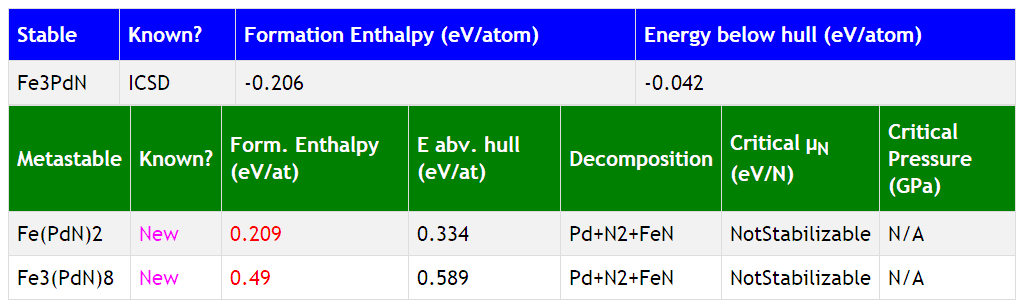 Stable Known? Formation Enthalpy (eV/atom) Energy below hull (eV/atom)
Fe3PdN ICSD -0.206 -0.042
Metastable Known? Form. Enthalpy (eV/at) E abv. hull (eV/at) Decomposition Critical μN (eV/N) Critical Pressure (GPa)
Fe(PdN)2 New 0.209 0.334 Pd+N2+FeN NotStabilizable N/A
Fe3(PdN)8 New 0.49 0.589 Pd+N2+FeN NotStabilizable N/A